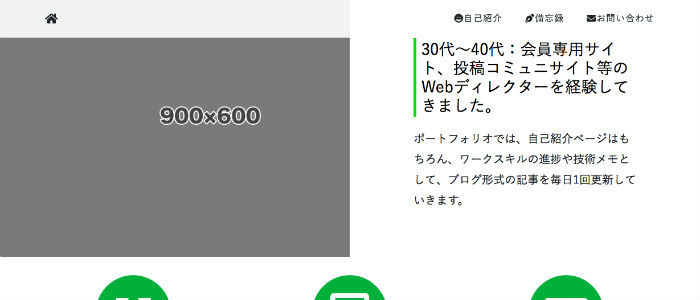 自己紹介 備忘録 お問い合わせ
900×600
30代～40代：会員専用サイ
ト、投稿コミュニサイト等の
Webディレクターを経験して
きました。
ポートフォリオでは、自己紹介ページはも
ちろん、ワークスキルの進捗や技術メモと
して、ブログ形式の記事を毎日1回更新して
いきます。